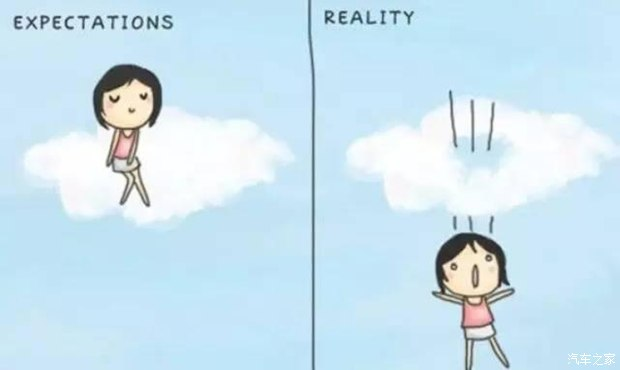 EXPECTATIONS
REALITY
汽车之家